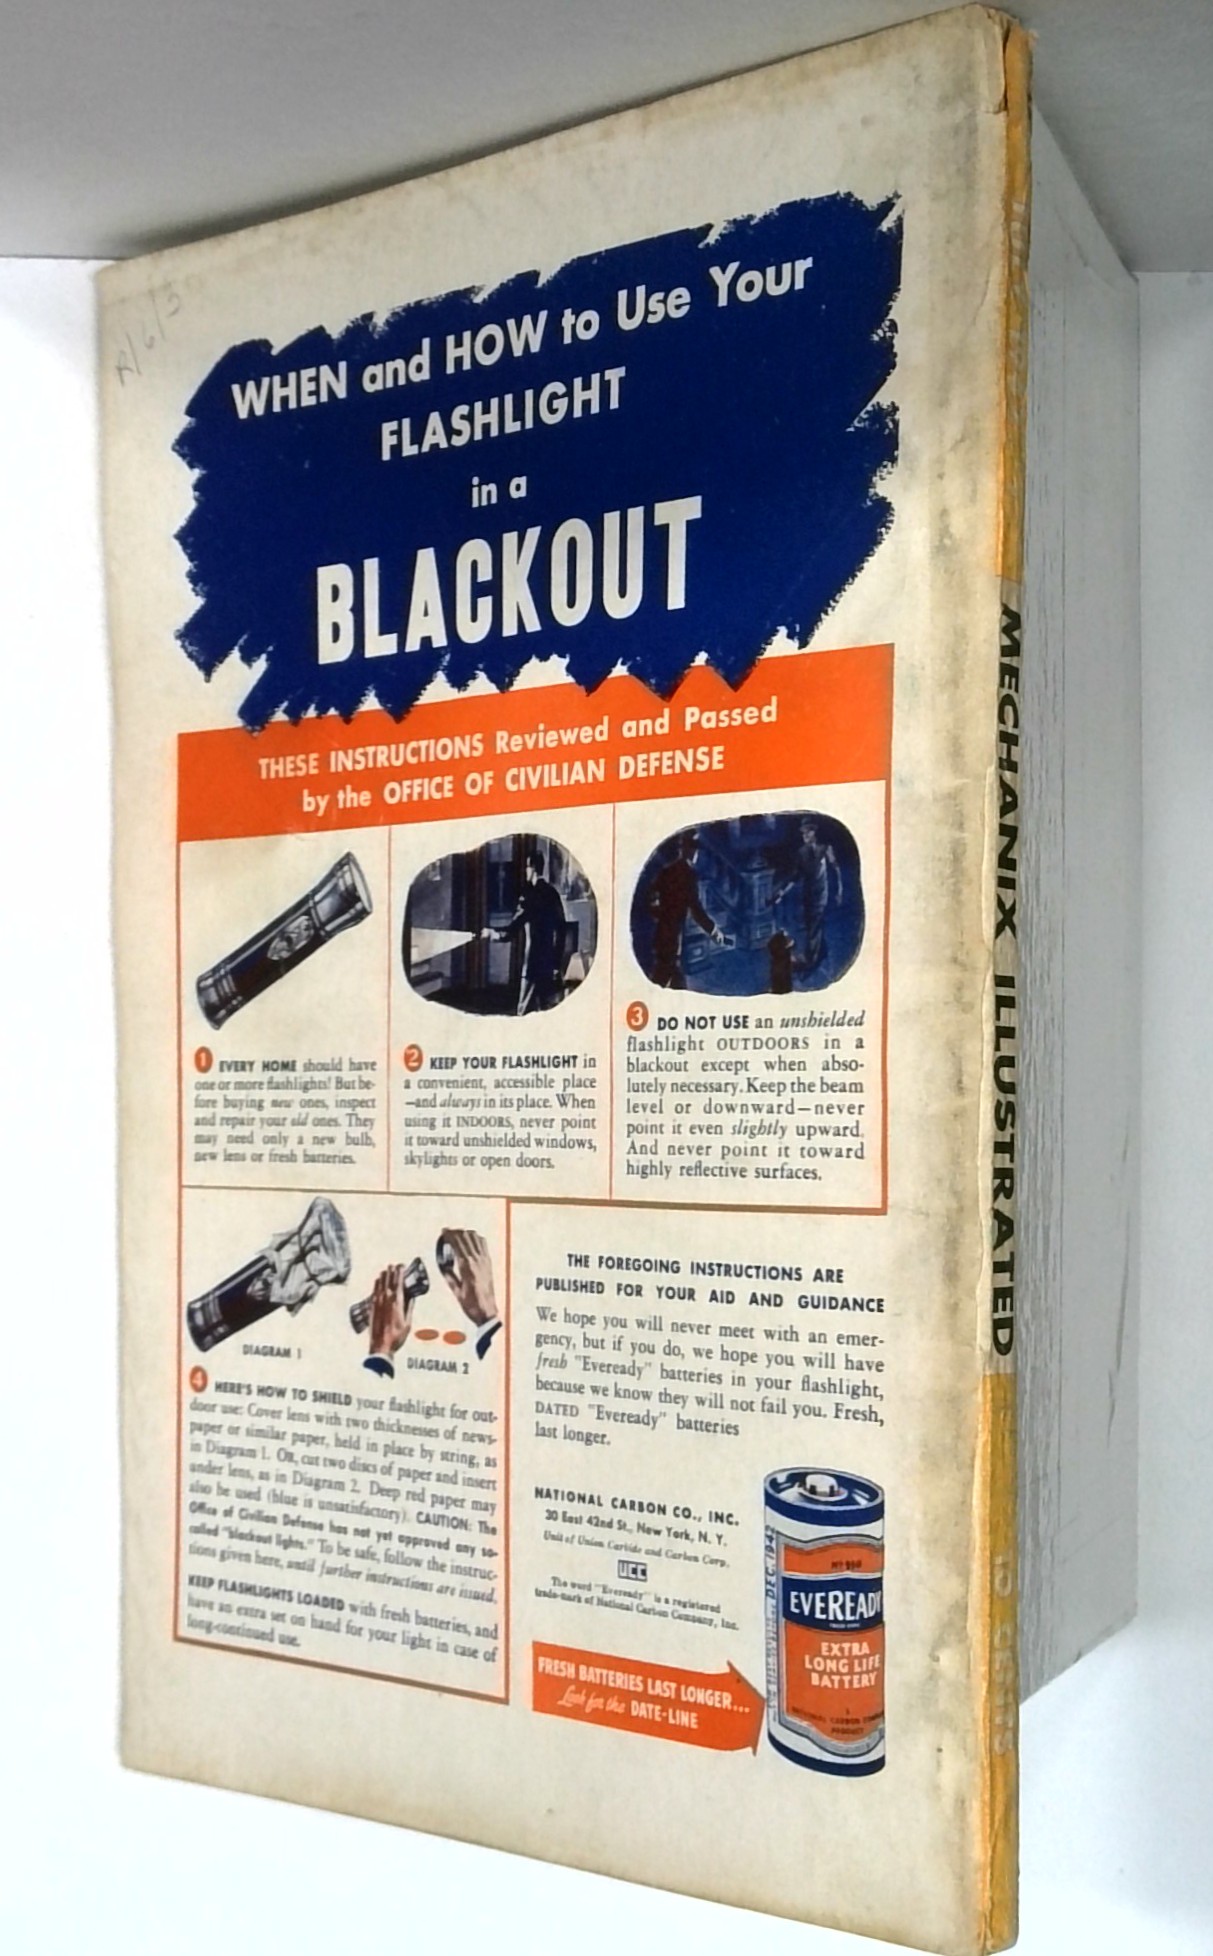 WHEN and HOW to Use Your
FLASHLIGHT
in a
BLACKOUT
THESE INSTRUCTIONS Reviewed and Passed
by the OFFICE OF CIVILIAN DEFENSE
1 EVERY HOME should have
one or more flashlights! But be-
fore buying new ones, inspect
and repair your old ones. They
may need only a new bulb,
new lens or fresh batteries.
2 KEEP YOUR FLASHLIGHT in
a convenient, accessible place
—and always in its place. When
using it INDOORS, never point
it toward unshielded windows,
skylights or open doors.
3 DO NOT USE an unshielded
flashlight OUTDOORS in a
blackout except when abso-
lutely necessary. Keep the beam
level or downward—never
point it even slightly upward.
And never point it toward
highly reflective surfaces.
DIAGRAM 1
DIAGRAM 2
4 HERE'S HOW TO SHIELD your flashlight for out-
door use: Cover lens with two thicknesses of news-
paper or similar paper, held in place by string, as
in Diagram 1. Or, cut two discs of paper and insert
under lens, as in Diagram 2. Deep red paper may
also be used (blue is unsatisfactory). CAUTION: The
Office of Civilian Defense has not yet approved any so-
called "blackout lights." To be safe, follow the instruc-
tions given here, until further instructions are issued.
KEEP FLASHLIGHTS LOADED with fresh batteries, and
have an extra set on hand for your light in case of
long-continued use.
THE FOREGOING INSTRUCTIONS ARE
PUBLISHED FOR YOUR AID AND GUIDANCE
We hope you will never meet with an emer-
gency, but if you do, we hope you will have
fresh "Eveready" batteries in your flashlight,
because we know they will not fail you. Fresh,
DATED "Eveready" batteries
last longer.
NATIONAL CARBON CO., INC.
30 East 42nd St., New York, N. Y.
Unit of Union Carbide and Carbon Corp.
UCC
The word "Eveready" is a registered
trade-mark of National Carbon Company, Inc.
FRESH BATTERIES LAST LONGER...
Look for the DATE-LINE
DEC. 1942
No 950
EVEREADY
TRADE-MARK
EXTRA
LONG LIFE
BATTERY
NATIONAL CARBON
PRODUCT
MECHANIX ILLUSTRATED
10 CENTS